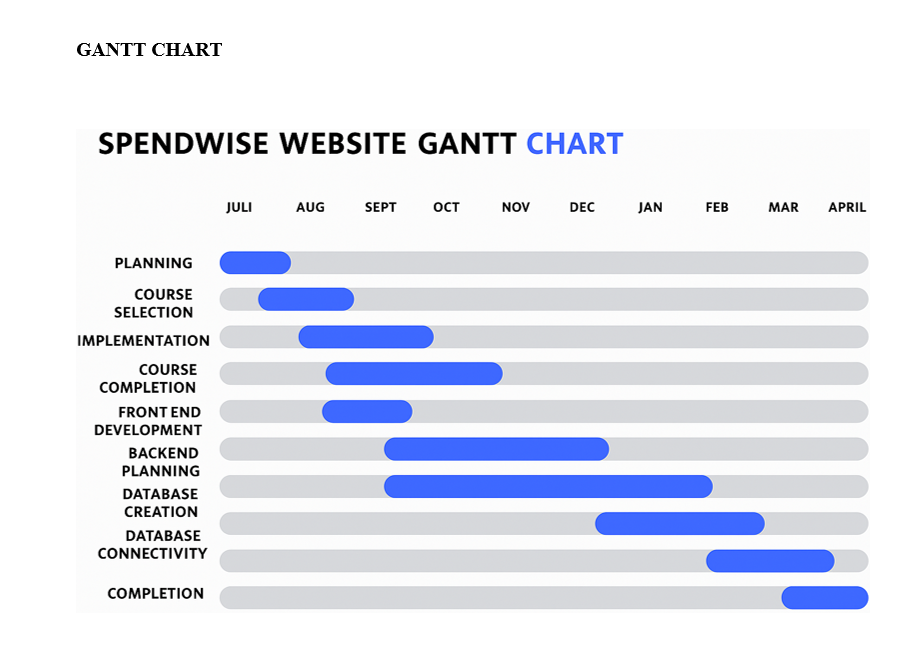 GANTT CHART
SPENDWISE WEBSITE GANTT CHART
JULI AUG SEPT OCT NOV DEC JAN FEB MAR APRIL
PLANNING
COURSE
SELECTION
IMPLEMENTATION
COURSE
COMPLETION
FRONT END
DEVELOPMENT
BACKEND
PLANNING
DATABASE
CREATION
DATABASE
CONNECTIVITY
COMPLETION